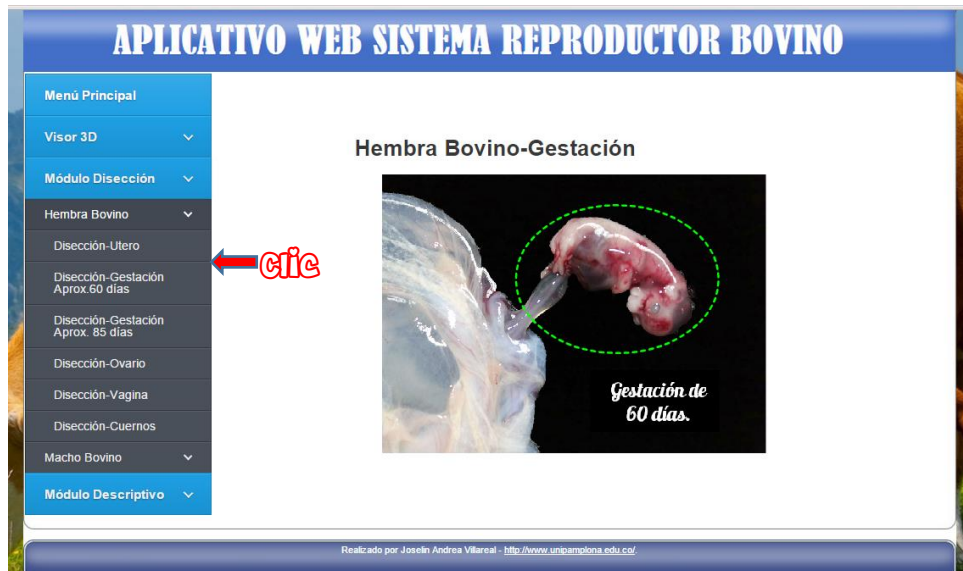 APLICATIVO WEB SISTEMA REPRODUCTOR BOVINO
Menú Principal
Visor 3D
Módulo Disección
Hembra Bovino
Disección-Utero
Disección-Gestación
Aprox.60 días
Disección-Gestación
Aprox. 85 días
Disección-Ovario
Disección-Vagina
Disección-Cuernos
Macho Bovino
Módulo Descriptivo
Clic
Hembra Bovino-Gestación
Gestación de
60 días.
Realizado por Joselin Andrea Villareal - http://www.unipamplona.edu.co/.